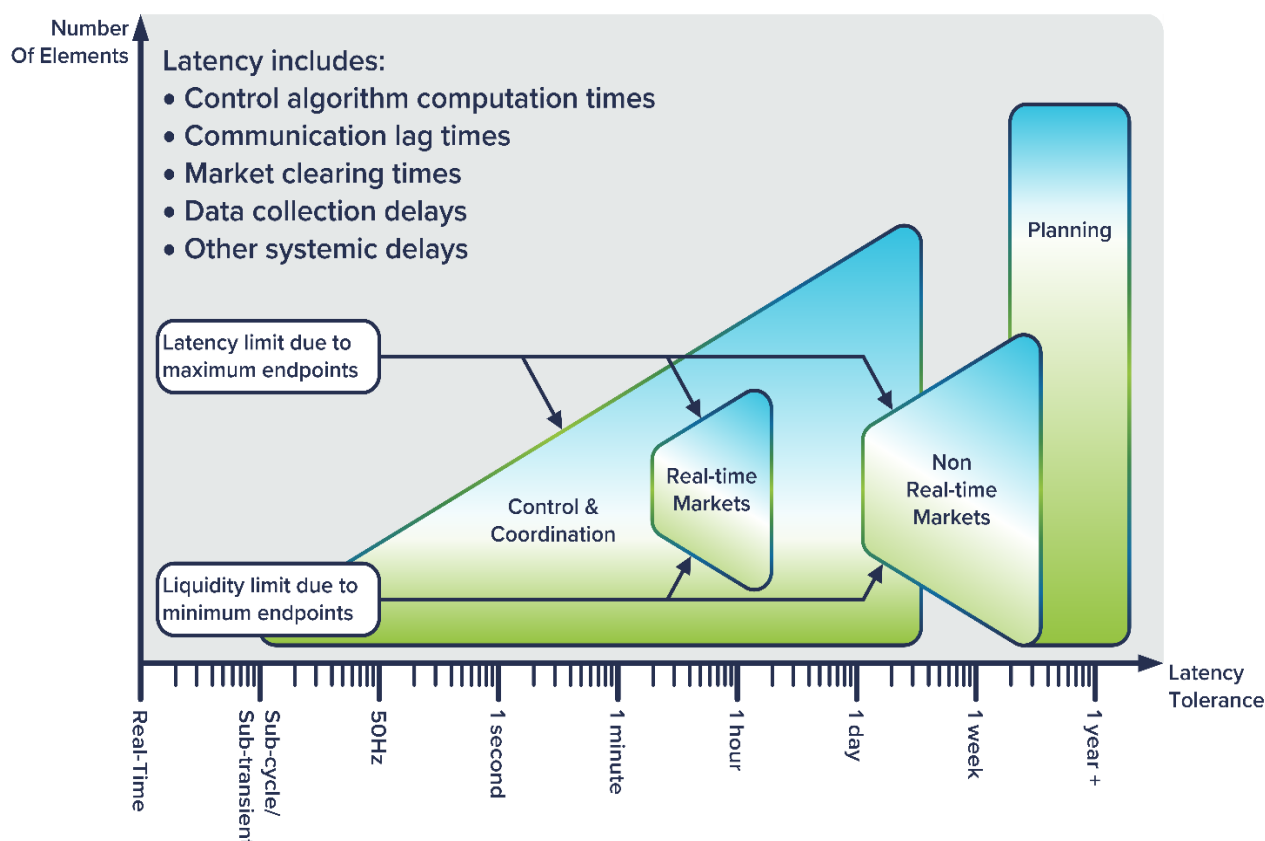 Number
Of Elements
Latency includes:
• Control algorithm computation times
• Communication lag times
• Market clearing times
• Data collection delays
• Other systemic delays
Planning
Latency limit due to
maximum endpoints
Real-time
Markets
Non
Real-time
Markets
Control &
Coordination
Liquidity limit due to
minimum endpoints
Latency
Tolerance
Real-Time
Sub-cycle/
Sub-transient
50Hz
1 second
1 minute
1 hour
1 day
1 week
1 year +